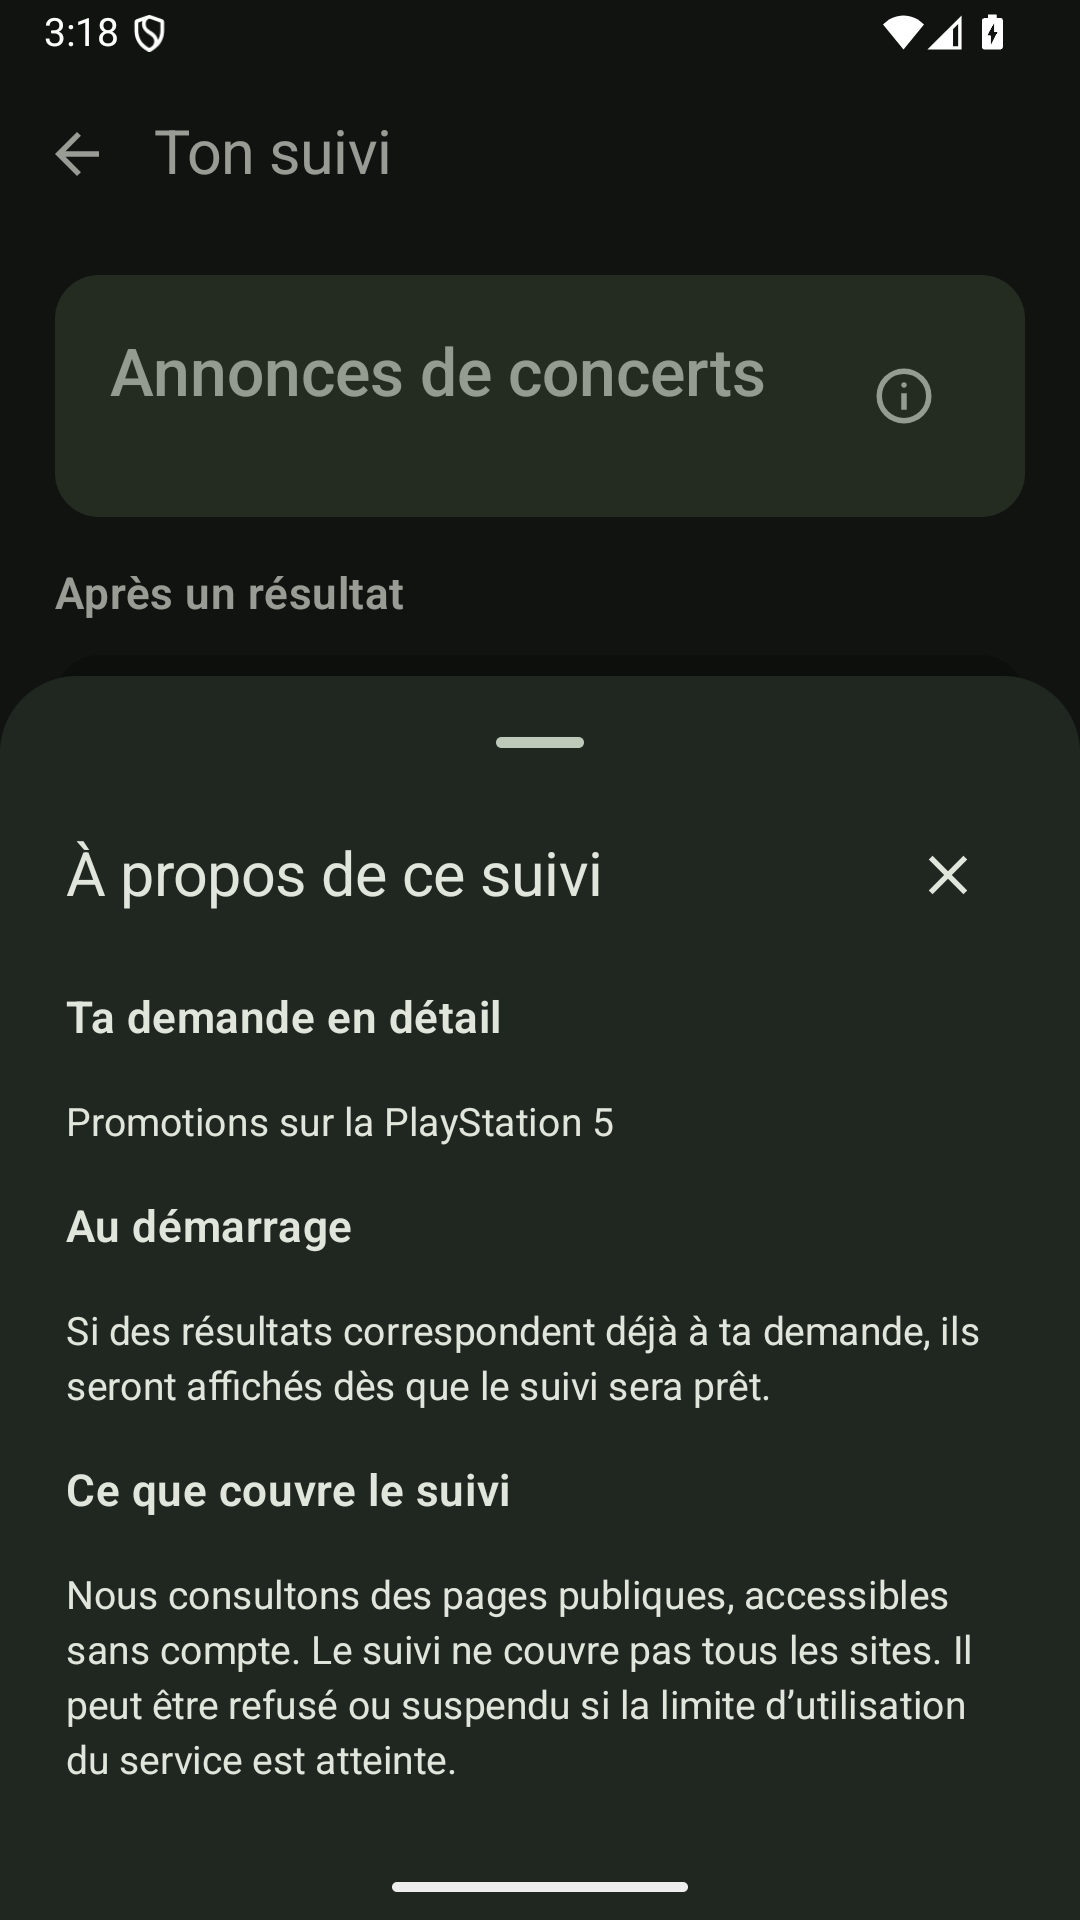 3:18
Ton suivi
Annonces de concerts
Après un résultat
À propos de ce suivi
Ta demande en détail
Promotions sur la PlayStation 5
Au démarrage
Si des résultats correspondent déjà à ta demande, ils
seront affichés dès que le suivi sera prêt.
Ce que couvre le suivi
Nous consultons des pages publiques, accessibles
sans compte. Le suivi ne couvre pas tous les sites. Il
peut être refusé ou suspendu si la limite d’utilisation
du service est atteinte.